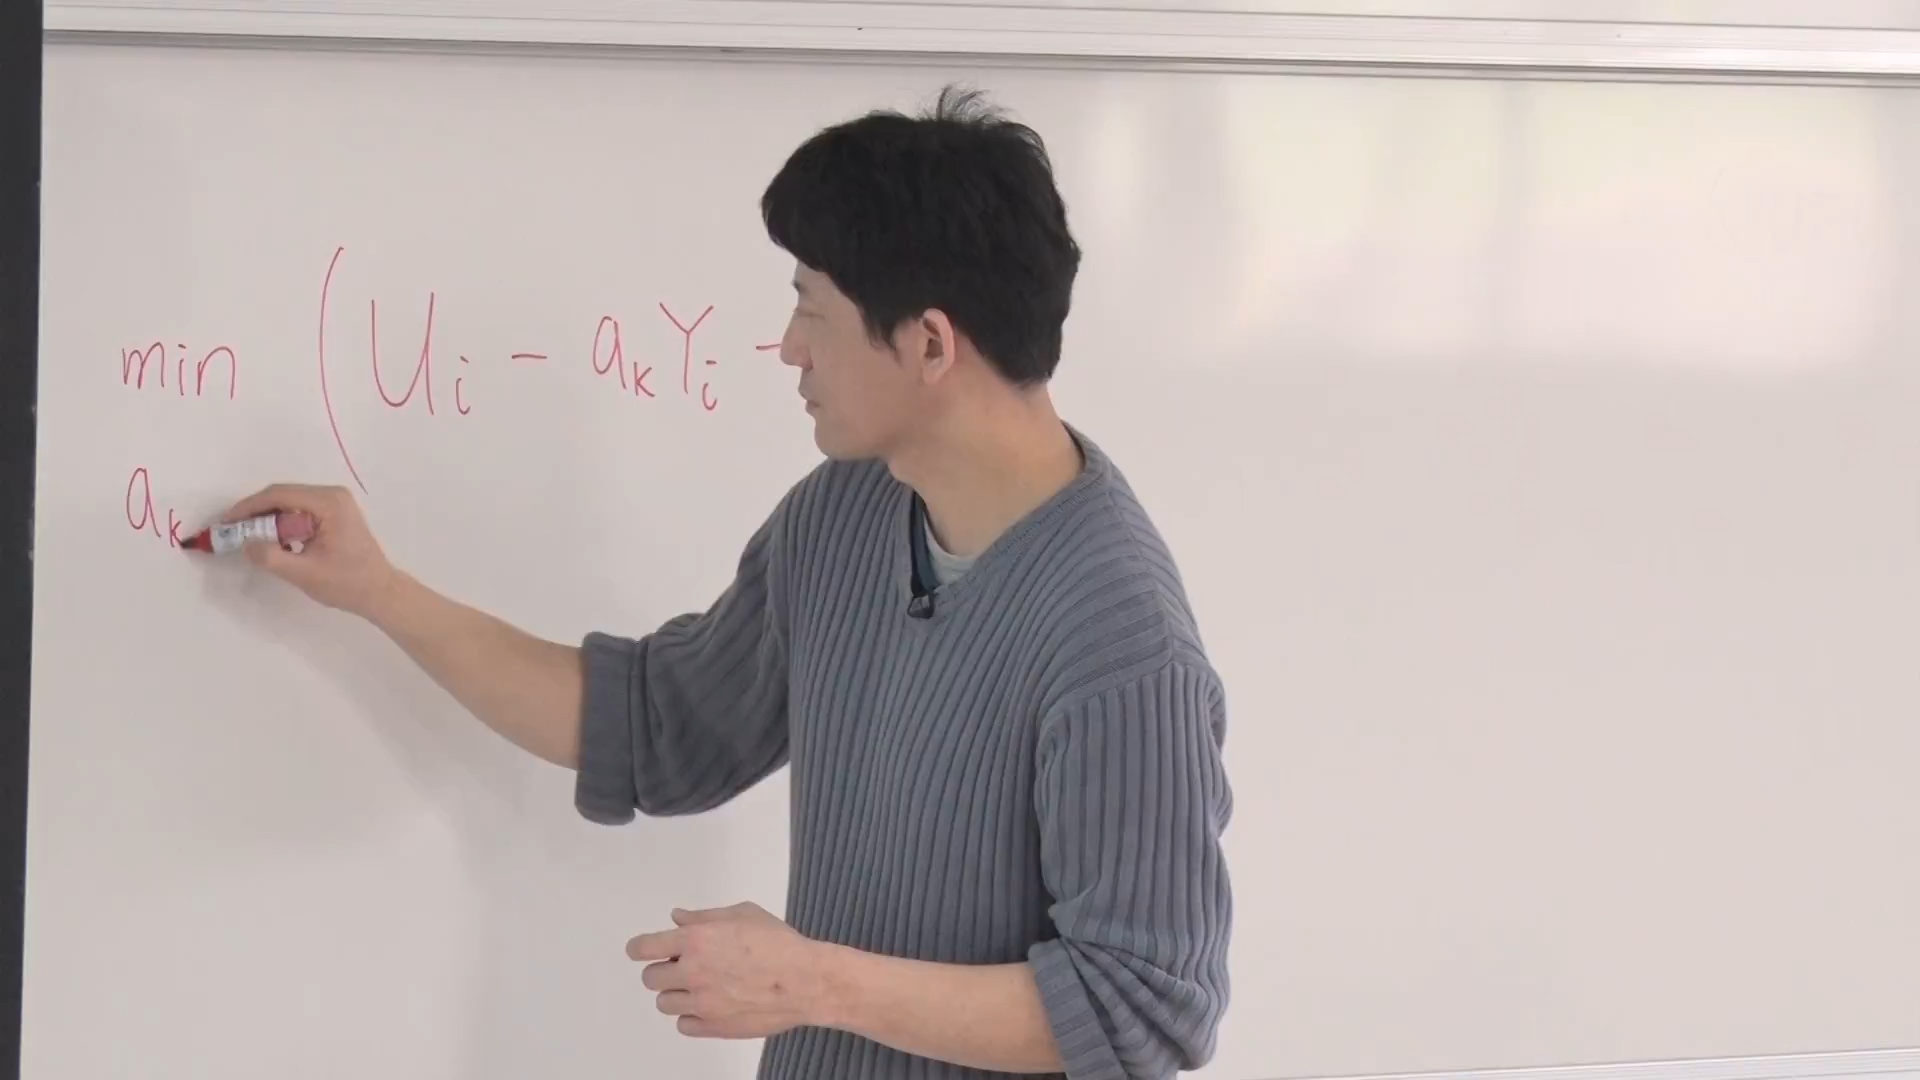 min ( Uᵢ - aₖYᵢ -
aₖ